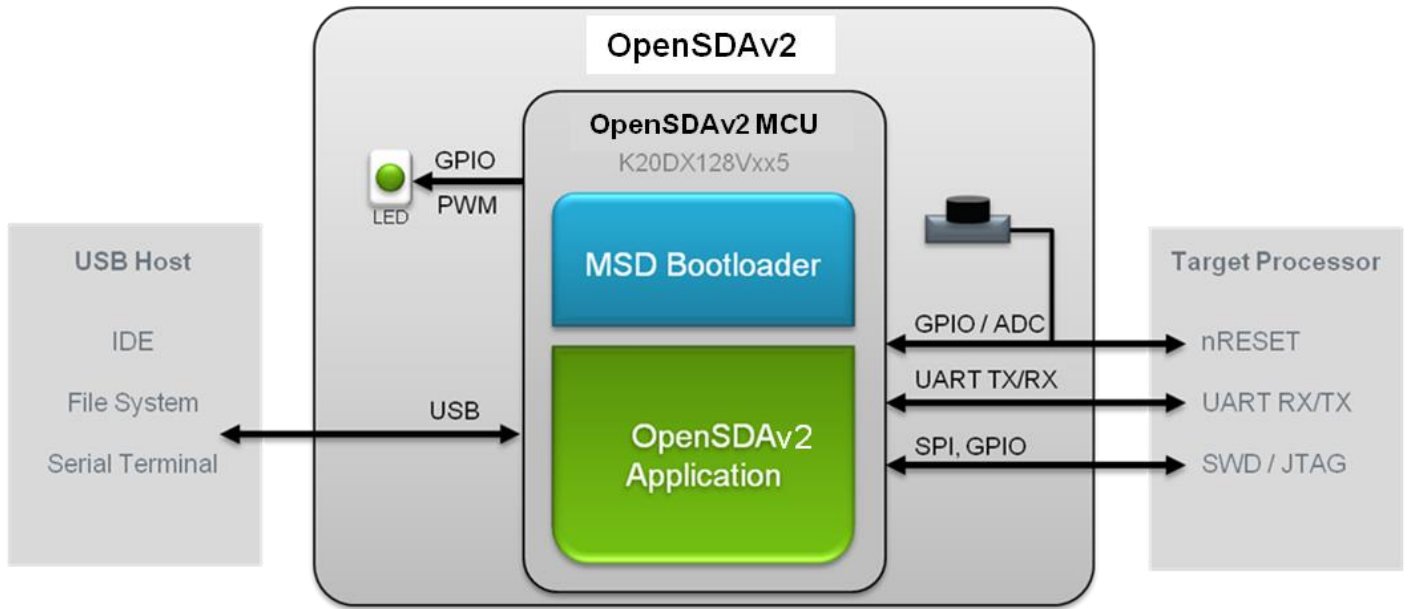 OpenSDAv2
OpenSDAv2 MCU
K20DX128Vxx5
GPIO
PWM
LED
MSD Bootloader
OpenSDAv2
Application
USB Host
IDE
File System
Serial Terminal
USB
GPIO / ADC
UART TX/RX
SPI, GPIO
Target Processor
nRESET
UART RX/TX
SWD / JTAG